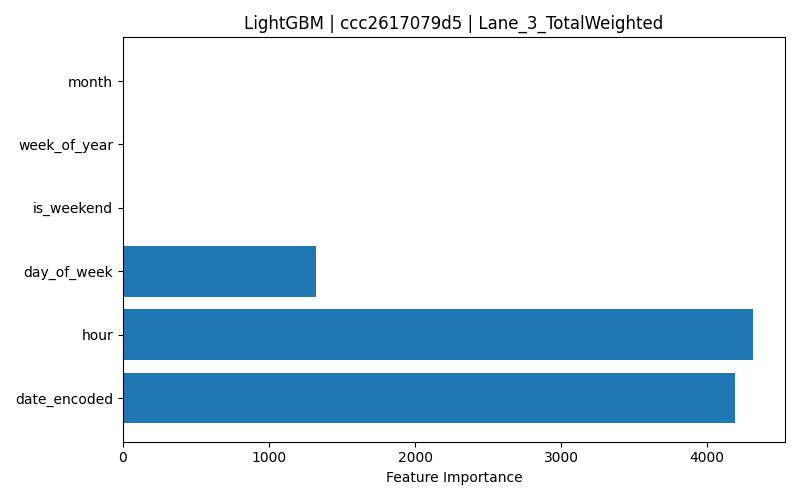 LightGBM | ccc2617079d5 | Lane_3_TotalWeighted
month
week_of_year
is_weekend
day_of_week
hour
date_encoded
0 1000 2000 3000 4000
Feature Importance